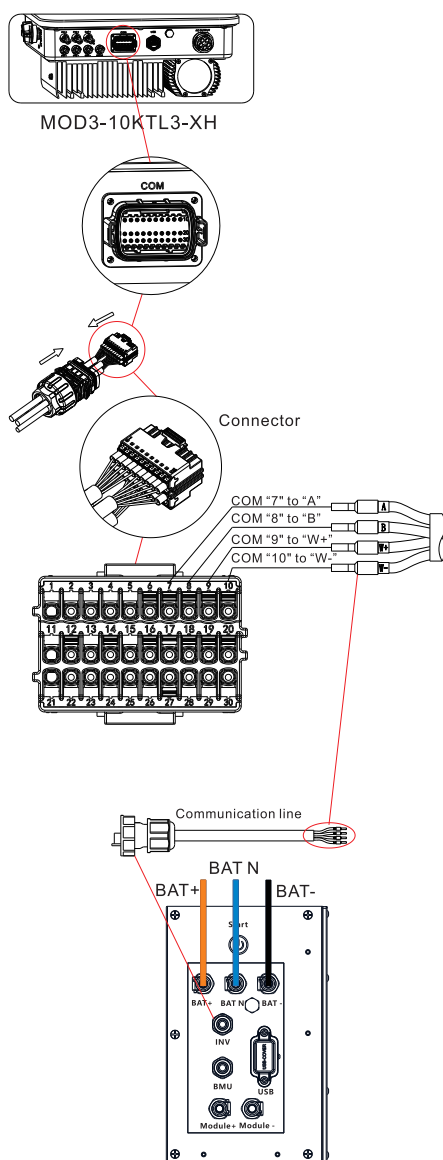 MOD3-10KTL3-XH
COM
Connector
COM "7" to "A"
COM "8" to "B"
COM "9" to "W+"
COM "10" to "W-"
A
B
W+
W-
1 2 3 4 5 6 7 8 9 10
11 12 13 14 15 16 17 18 19 20
21 22 23 24 25 26 27 28 29 30
Communication line
BAT N
BAT+ BAT-
Start
BAT+ BAT N BAT -
INV
USB-COVER
BMU USB
Module+ Module -